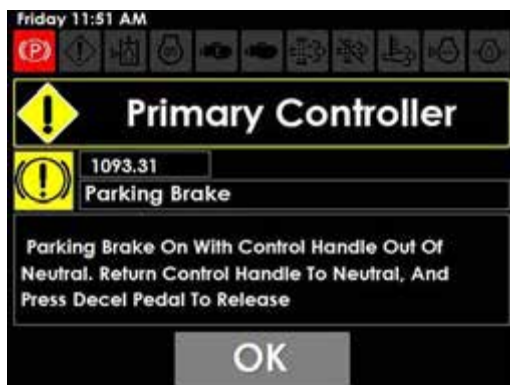 Friday 11:51 AM
Primary Controller
1093.31
Parking Brake
Parking Brake On With Control Handle Out Of
Neutral. Return Control Handle To Neutral, And
Press Decel Pedal To Release
OK